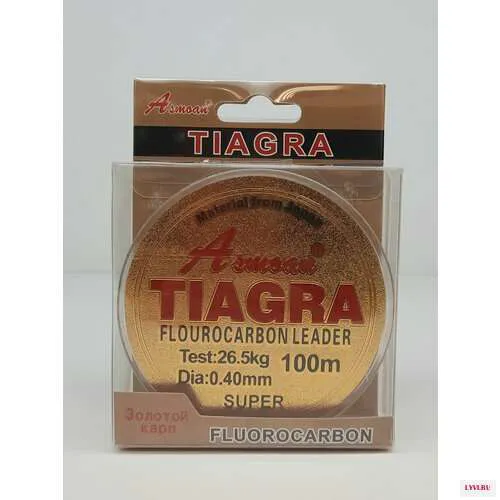 Asmoan®
TIAGRA
Material from Japan
Asmoan®
TIAGRA
FLOUROCARBON LEADER
Test:26.5kg 100m
Dia:0.40mm
SUPER
Золотой
карп
FLUOROCARBON
LYVI.RU